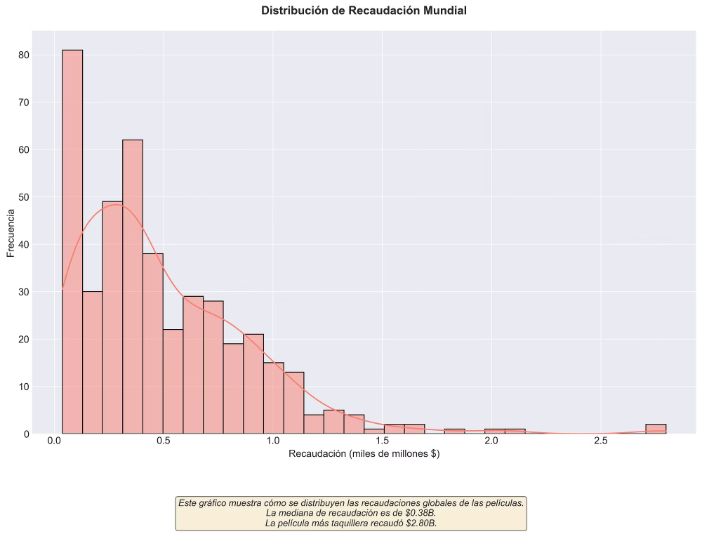 Distribución de Recaudación Mundial
80
70
60
50
40
30
20
10
0
Frecuencia
0.0 0.5 1.0 1.5 2.0 2.5
Recaudación (miles de millones $)
Este gráfico muestra cómo se distribuyen las recaudaciones globales de las películas.
La mediana de recaudación es de $0.38B.
La película más taquillera recaudó $2.80B.